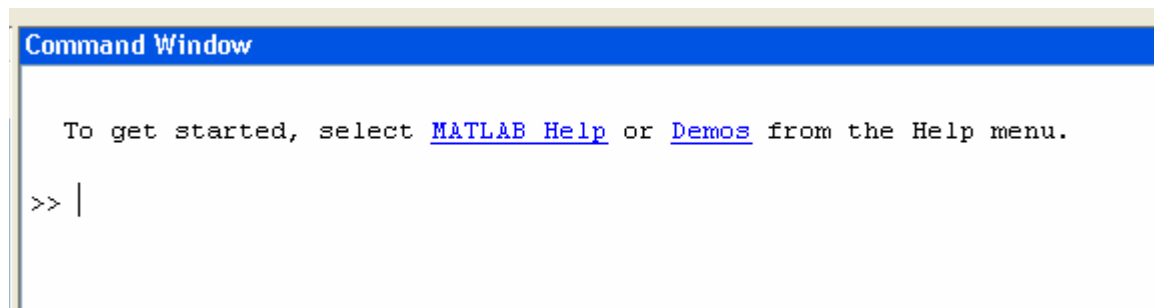 Command Window
To get started, select MATLAB Help or Demos from the Help menu.
>>